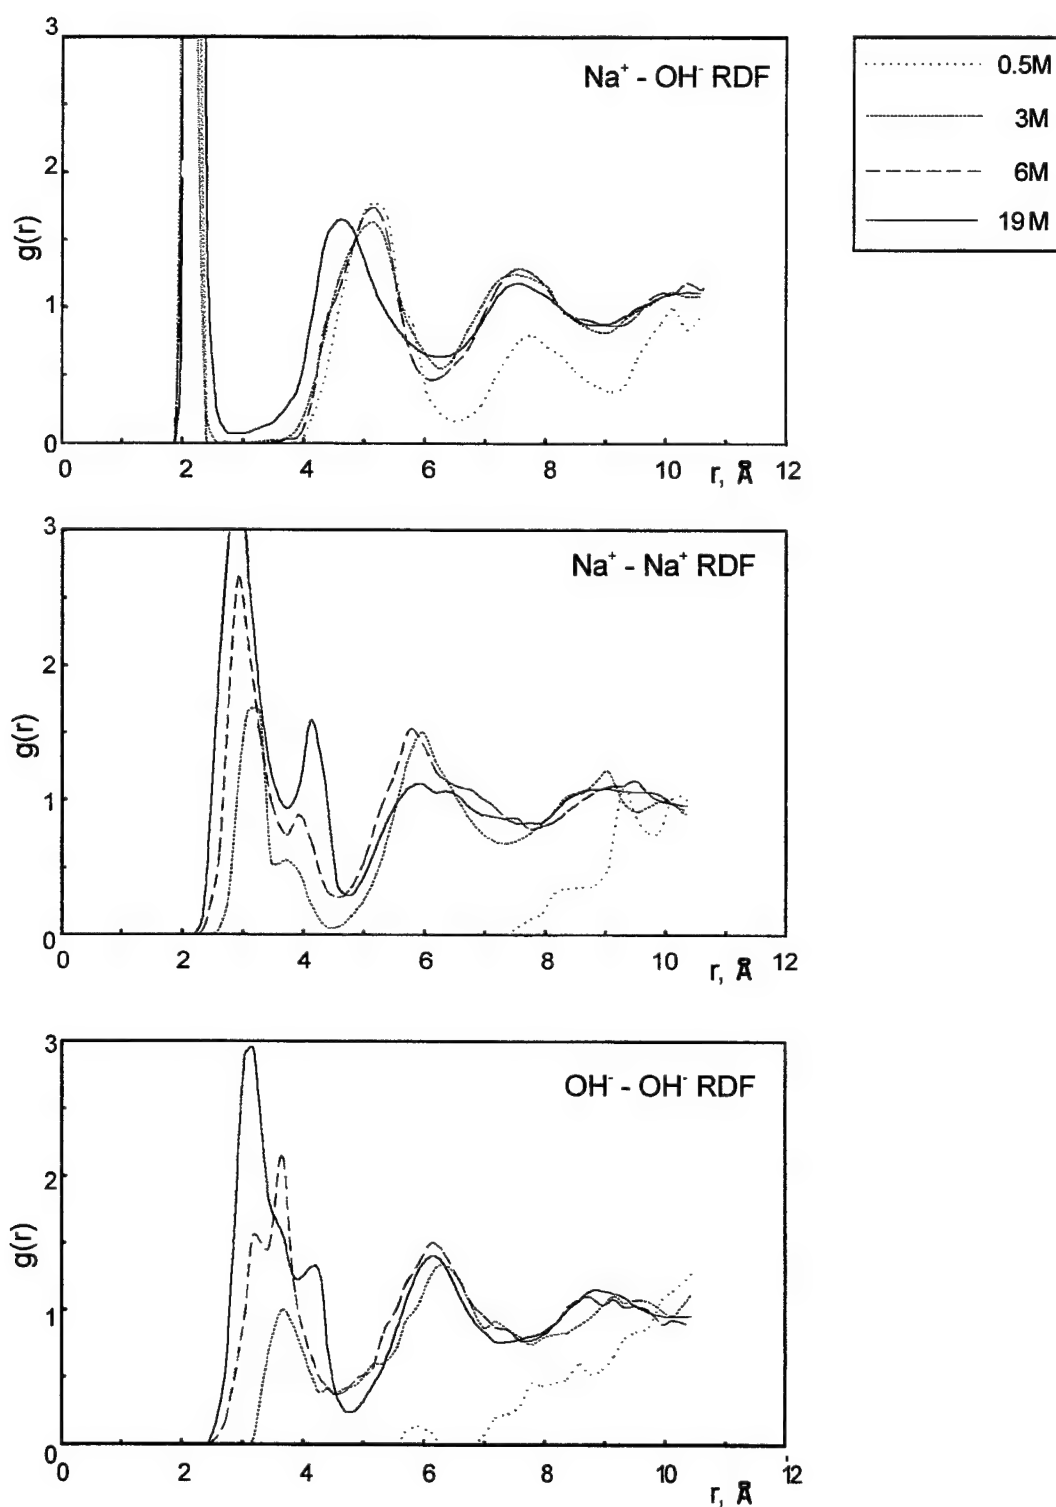 3
Na⁺ - OH⁻ RDF
2
g(r)
1
0
0 2 4 6 8 10 12
r, Å
0.5M
3M
6M
19M
3
Na⁺ - Na⁺ RDF
2
g(r)
1
0
0 2 4 6 8 10 12
r, Å
3
OH⁻ - OH⁻ RDF
2
g(r)
1
0
0 2 4 6 8 10 12
r, Å